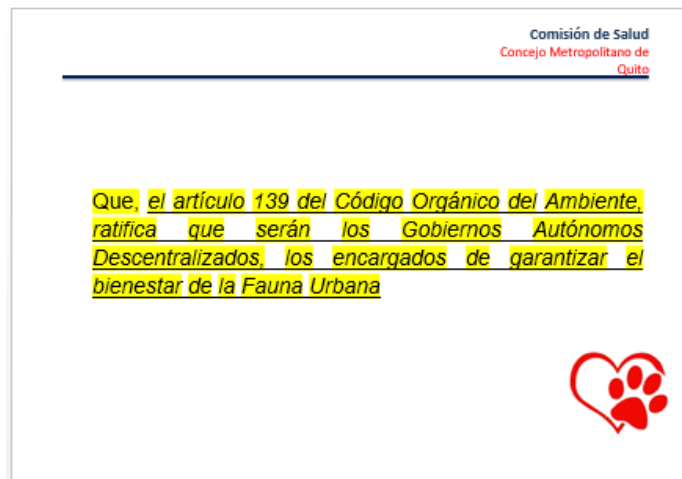 Comisión de Salud
Concejo Metropolitano de
Quito
Que, el artículo 139 del Código Orgánico del Ambiente,
ratifica que serán los Gobiernos Autónomos
Descentralizados, los encargados de garantizar el
bienestar de la Fauna Urbana